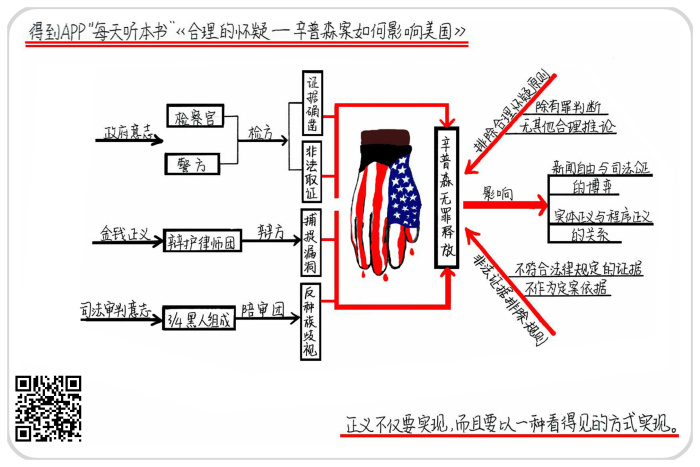 得到APP“每天听本书”《合理的怀疑—辛普森案如何影响美国》
政府意志
检察官
警方
检方
证据确凿
非法取证
金钱正义
辩护律师团
辩方
捕捉漏洞
司法审判意志
3/4黑人组成
陪审团
反种族歧视
辛普森无罪释放
排除合理怀疑原则
除有罪判断
无其他合理推论
影响
新闻自由与司法公正
的博弈
实体正义与程序正义
的关系
非法证据排除规则
不符合法律规定的证据
不作为定案依据
正义不仅要实现，而且要以一种看得见的方式实现。